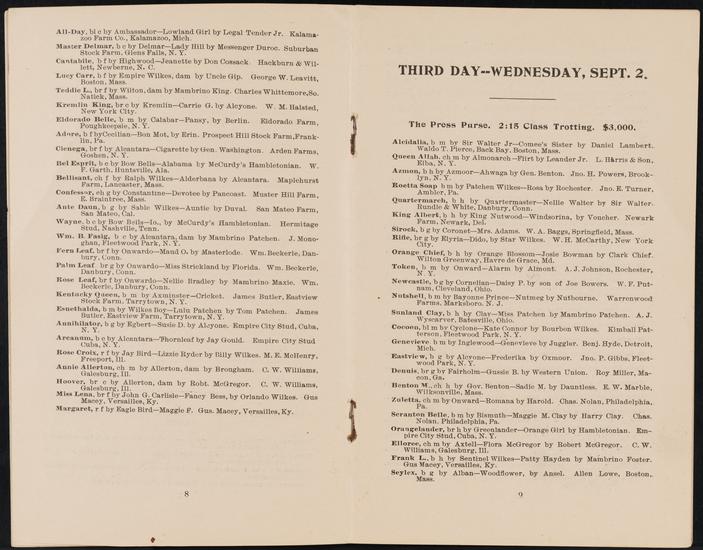 All-Day, bl c by Ambassador—Lowland Girl by Legal Tender Jr. Kalama-
zoo Farm Co., Kalamazoo, Mich.
Master Delmar, b c by Delmar—Lady Hill by Messenger Duroc. Suburban
Stock Farm, Glens Falls, N. Y.
Cantabile, b f by Highwood—Jeanette by Don Cossack. Hackburn & Wil-
lett, Newberne, N. C.
Lucy Carr, b f by Empire Wilkes, dam by Uncle Gip. George W. Leavitt,
Boston, Mass.
Teddie L., br f by Wilton, dam by Mambrino King. Charles Whittemore, So.
Natick, Mass.
Kremlin King, br c by Kremlin—Carrie G. by Alcyone. W. M. Halsted,
New York City.
Eldorado Belle, b m by Calabar—Pansy, by Berlin. Eldorado Farm,
Poughkeepsie, N. Y.
Adore, b f by Cecilian—Bon Mot, by Erin. Prospect Hill Stock Farm, Frank-
lin, Pa.
Cienega, br f by Alcantara—Cigarette by Gen. Washington. Arden Farms,
Goshen, N. Y.
Bel Esprit, br c by Bow Bells—Alabama by McCurdy's Hambletonian. W.
F. Garth, Huntsville, Ala.
Bellisant, ch f by Ralph Wilkes—Alderbana by Alcantara. Maplehurst
Farm, Lancaster, Mass.
Confessor, ch g by Constantine—Devotee by Pancoast. Muster Hill Farm,
E. Braintree, Mass.
Ante Daun, b g by Sable Wilkes—Auntie by Duval. San Mateo Farm,
San Mateo, Cal.
Wayne, b c by Bow Bells—Io., by McCurdy's Hambletonian. Hermitage
Stud, Nashville, Tenn.
Wm. B. Fasig, b c by Alcantara, dam by Mambrino Patchen. J. Mono-
ghan, Fleetwood Park, N. Y.
Fern Leaf, br f by Onwardo—Maud O. by Masterlode. Wm. Beckerle, Dan-
bury, Conn.
Palm Leaf br g by Onwardo—Miss Strickland by Florida. Wm. Beckerle,
Danbury, Conn.
Rose Leaf, br f by Onwardo—Nellie Bradley by Mambrino Maxie. Wm.
Beckerle, Danbury, Conn.
Kentucky Queen, b m by Axminster—Cricket. James Butler, Eastview
Stock Farm, Tarrytown, N. Y.
Esmethalda, b m by Wilkes Boy—Lulu Patchen by Tom Patchen. James
Butler, Eastview Farm, Tarrytown, N. Y.
Annihilator, b g by Egbert—Susie D. by Alcyone. Empire City Stud, Cuba,
N. Y.
Arcanum, b c by Alcantara—Thornleaf by Jay Gould. Empire City Stud
Cuba, N. Y.
Rose Croix, r f by Jay Bird—Lizzie Ryder by Billy Wilkes. M. E. McHenry,
Freeport, Ill.
Annie Allerton, ch m by Allerton, dam by Brougham. C. W. Williams,
Galesburg, Ill.
Hoover, br c by Allerton, dam by Robt. McGregor. C. W. Williams,
Galesburg, Ill.
Miss Lena, br f by John G. Carlisle—Fancy Bess, by Orlando Wilkes. Gus
Macey, Versailles, Ky.
Margaret, r f by Eagle Bird—Maggie F. Gus. Macey, Versailles, Ky.
8
THIRD DAY--WEDNESDAY, SEPT. 2.
The Press Purse. 2:15 Class Trotting. $3,000.
Alcidalia, b m by Sir Walter Jr—Comee's Sister by Daniel Lambert.
Waldo T. Pierce, Back Bay, Boston, Mass.
Queen Allah, ch m by Almonarch—Flirt by Leander Jr. L. Harris & Son,
Elba, N. Y.
Azmon, b h by Azmoor—Ahwaga by Gen. Benton. Jno. H. Powers, Brook-
lyn, N. Y.
Roetta Soap b m by Patchen Wilkes—Rosa by Rochester. Jno. E. Turner,
Ambler, Pa.
Quartermarch, b h by Quartermaster—Nellie Walter by Sir Walter.
Rundle & White, Danbury, Conn.
King Albert, b h by King Nutwood—Windsorina, by Voucher. Newark
Farm, Newark, Del.
Sirock, b g by Coronet—Mrs. Adams. W. A. Baggs, Springfield, Mass.
Rifle, br g by Elyria—Dido, by Star Wilkes. W. H. McCarthy, New York
City.
Orange Chief, b h by Orange Blossom—Josie Bowman by Clark Chief.
Wilton Greenway, Havre de Grace, Md.
Token, b m by Onward—Alarm by Almont. A. J. Johnson, Rochester,
N. Y.
Newcastle, bg by Cornelian—Daisy P. by son of Joe Bowers. W. F. Put-
nam, Cleveland, Ohio.
Nutshell, b m by Bayonne Prince—Nutmeg by Nutbourne. Warrenwood
Farms, Marksboro. N. J.
Sunland Clay, b h by Clay—Miss Patchen by Mambrino Patchen. A. J.
Wyscarver, Batesville, Ohio.
Cocoon, bl m by Cyclone—Kate Connor by Bourbon Wilkes. Kimball Pat-
terson, Fleetwood Park, N. Y.
Genevieve b m by Inglewood—Genevieve by Juggler. Benj. Hyde, Detroit,
Mich.
Eastview, b g by Alcyone—Frederika by Oxmoor. Jno. P. Gibbs, Fleet-
wood Park, N. Y.
Dennis, br g by Fairholm—Gussie B. by Western Union. Roy Miller, Ma-
con, Ga.
Benton M., ch h by Gov. Benton—Sadie M. by Dauntless. E. W. Marble,
Wilksonville, Mass.
Zuletta, ch m by Onward—Romana by Harold. Chas. Nolan, Philadelphia,
Pa.
Scranton Belle, b m by Bismuth—Maggie M. Clay by Harry Clay. Chas.
Nolan, Philadelphia, Pa.
Orangelander, br h by Greenlander—Orange Girl by Hambletonian. Em-
pire City Stud, Cuba, N. Y.
Elloree, ch m by Axtell—Flora McGregor by Robert McGregor. C. W.
Williams, Galesburg, Ill.
Frank L., b h by Sentinel Wilkes—Patty Hayden by Mambrino Foster.
Gus Macey, Versailles, Ky.
Seylex, b g by Alban—Woodflower, by Ansel. Allen Lowe, Boston,
Mass.
9